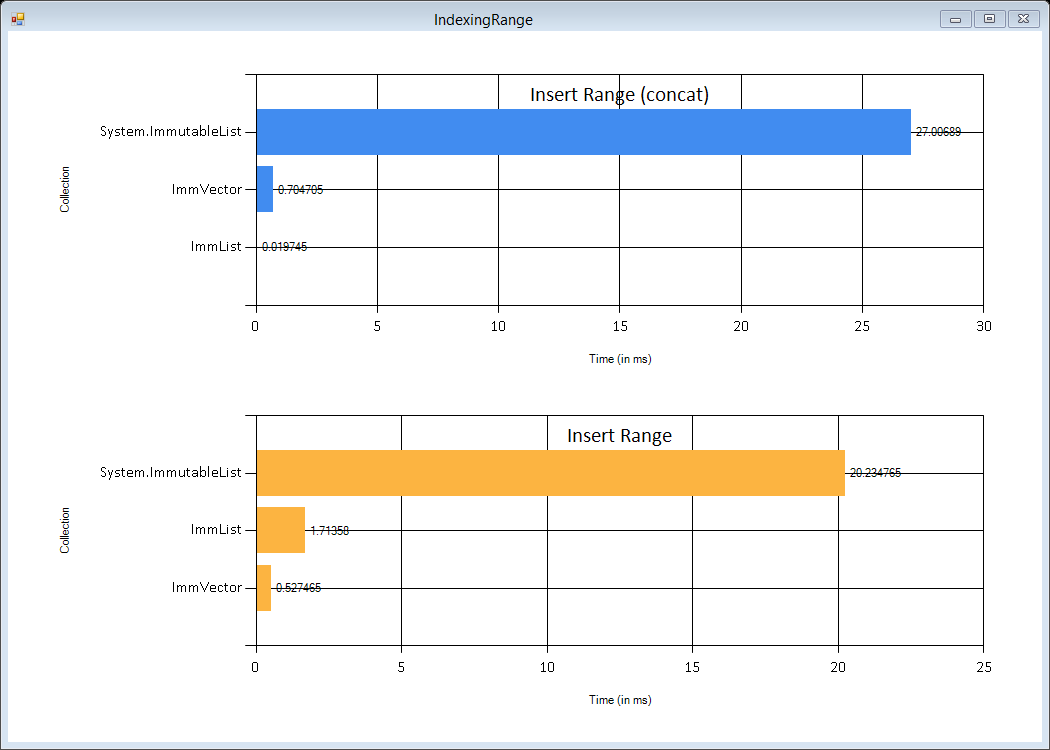 IndexingRange
Insert Range (concat)
System.ImmutableList
27.00689
ImmVector
0.704705
ImmList
0.019745
Collection
0 5 10 15 20 25 30
Time (in ms)
Insert Range
System.ImmutableList
20.234765
ImmList
1.71358
ImmVector
0.527465
Collection
0 5 10 15 20 25
Time (in ms)